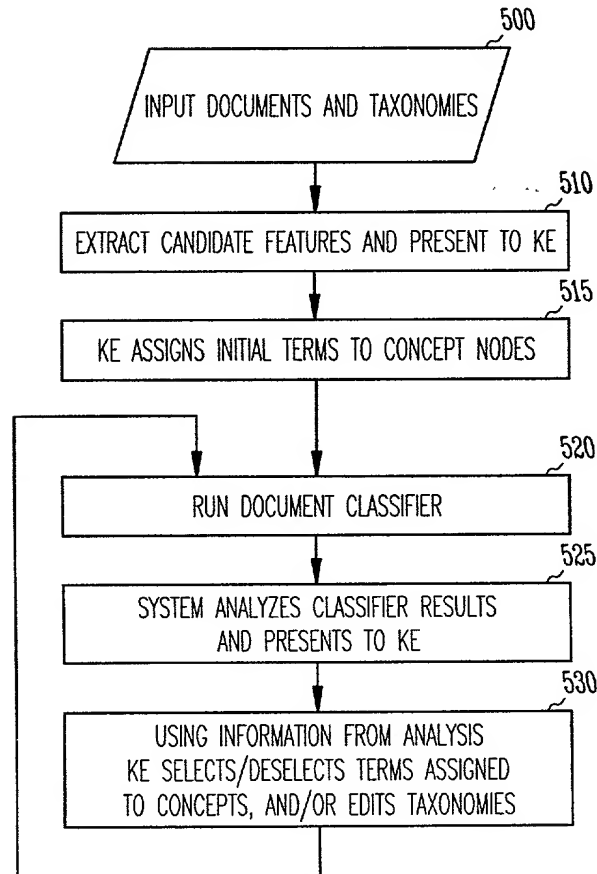 500
INPUT DOCUMENTS AND TAXONOMIES
510
EXTRACT CANDIDATE FEATURES AND PRESENT TO KE
515
KE ASSIGNS INITIAL TERMS TO CONCEPT NODES
520
RUN DOCUMENT CLASSIFIER
525
SYSTEM ANALYZES CLASSIFIER RESULTS
AND PRESENTS TO KE
530
USING INFORMATION FROM ANALYSIS
KE SELECTS/DESELECTS TERMS ASSIGNED
TO CONCEPTS, AND/OR EDITS TAXONOMIES